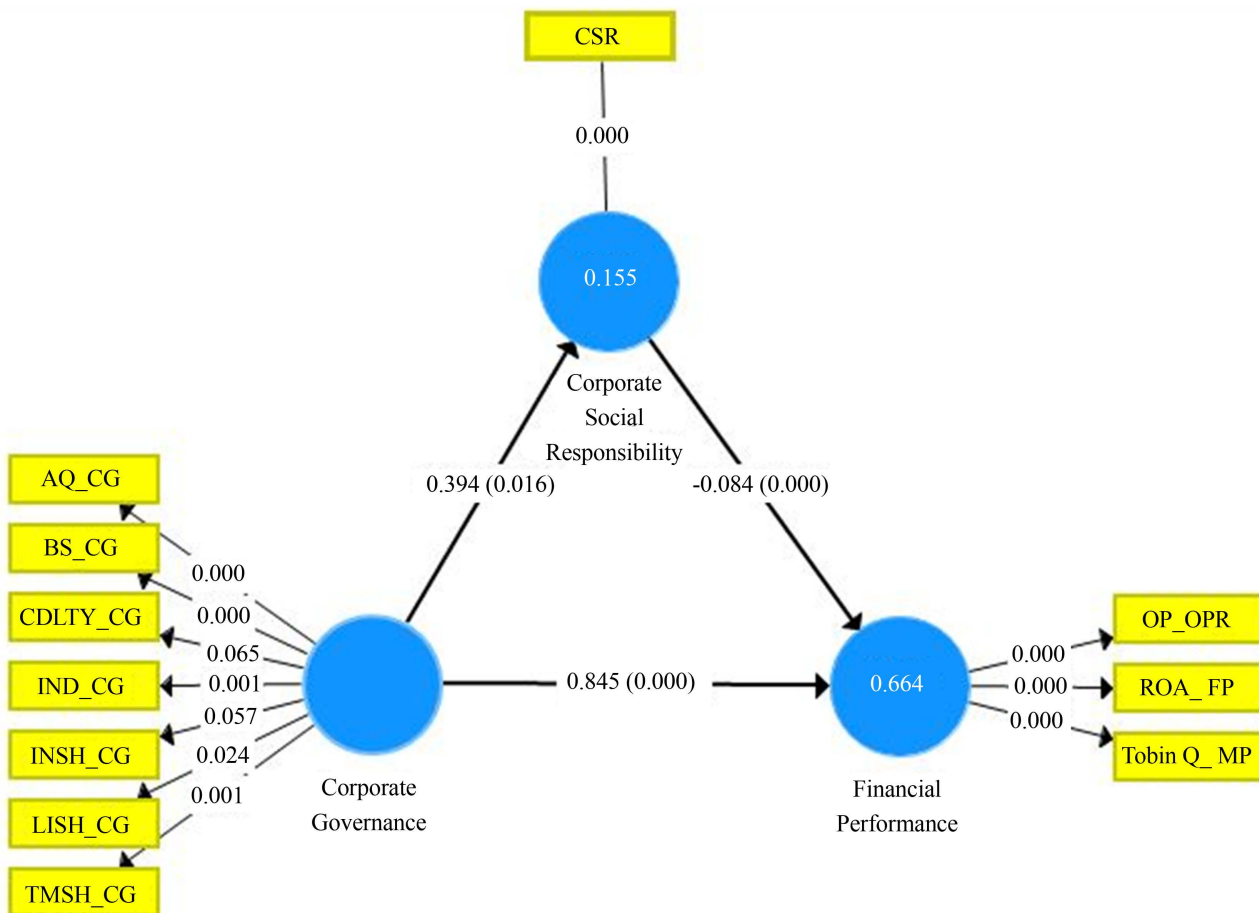 CSR
0.000
0.155
Corporate
Social
Responsibility
0.394 (0.016)
-0.084 (0.000)
AQ_CG
BS_CG
CDLTY_CG
IND_CG
INSH_CG
LISH_CG
TMSH_CG
0.000
0.000
0.065
0.001
0.057
0.024
0.001
Corporate
Governance
0.845 (0.000)
0.664
Financial
Performance
0.000
0.000
0.000
OP_OPR
ROA_ FP
Tobin Q_ MP